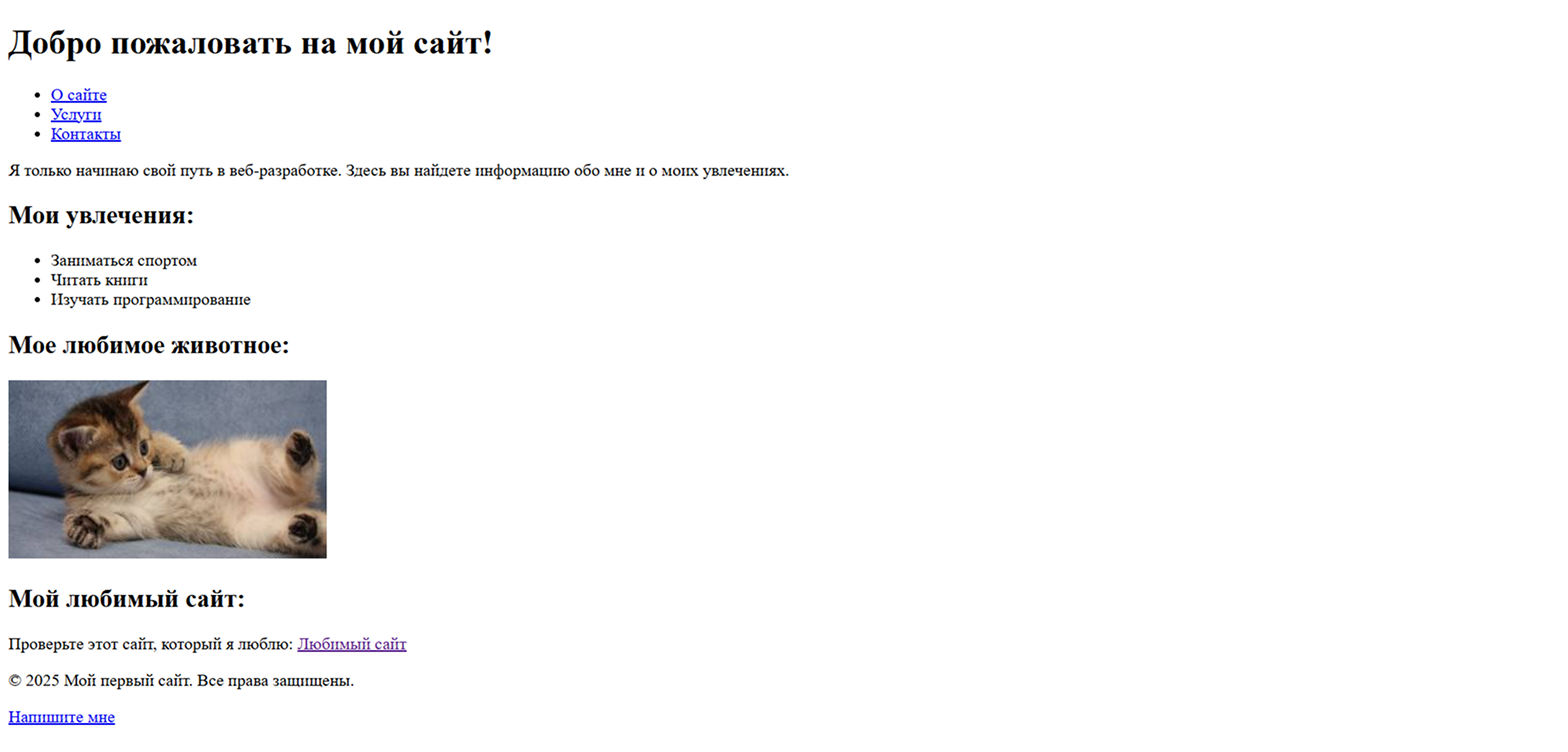 Добро пожаловать на мой сайт!
О сайте
Услуги
Контакты
Я только начинаю свой путь в веб-разработке. Здесь вы найдете информацию обо мне и о моих увлечениях.
Мои увлечения:
Заниматься спортом
Читать книги
Изучать программирование
Мое любимое животное:
Мой любимый сайт:
Проверьте этот сайт, который я люблю: Любимый сайт
© 2025 Мой первый сайт. Все права защищены.
Напишите мне